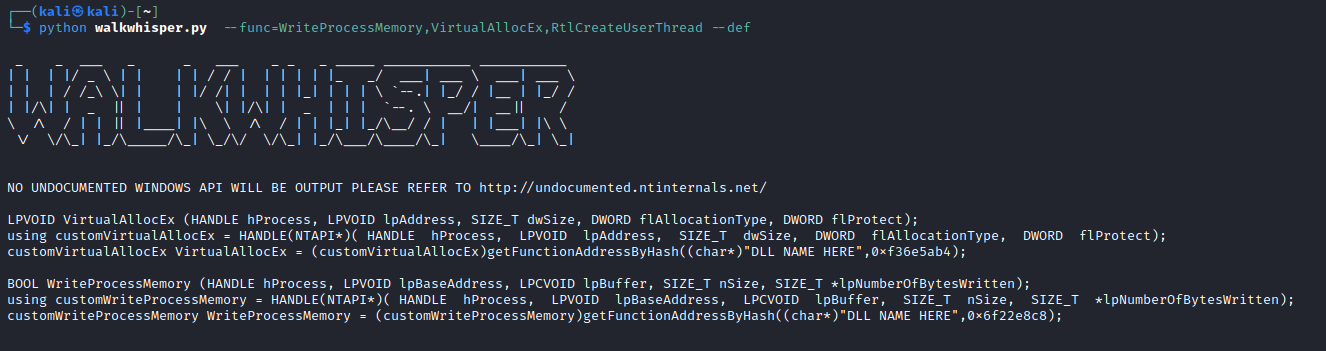 ┌──(kali㉿kali)-[~]
└─$ python walkwhisper.py --func=WriteProcessMemory,VirtualAllocEx,RtlCreateUserThread --def
WALKWHISPER
NO UNDOCUMENTED WINDOWS API WILL BE OUTPUT PLEASE REFER TO http://undocumented.ntinternals.net/
LPVOID VirtualAllocEx (HANDLE hProcess, LPVOID lpAddress, SIZE_T dwSize, DWORD flAllocationType, DWORD flProtect);
using customVirtualAllocEx = HANDLE(NTAPI*)( HANDLE  hProcess,  LPVOID  lpAddress,  SIZE_T  dwSize,  DWORD  flAllocationType,  DWORD  flProtect);
customVirtualAllocEx VirtualAllocEx = (customVirtualAllocEx)getFunctionAddressByHash((char*)"DLL NAME HERE",0×f36e5ab4);
BOOL WriteProcessMemory (HANDLE hProcess, LPVOID lpBaseAddress, LPCVOID lpBuffer, SIZE_T nSize, SIZE_T *lpNumberOfBytesWritten);
using customWriteProcessMemory = HANDLE(NTAPI*)( HANDLE  hProcess,  LPVOID  lpBaseAddress,  LPCVOID  lpBuffer,  SIZE_T  nSize,  SIZE_T  *lpNumberOfBytesWritten);
customWriteProcessMemory WriteProcessMemory = (customWriteProcessMemory)getFunctionAddressByHash((char*)"DLL NAME HERE",0×6f22e8c8);